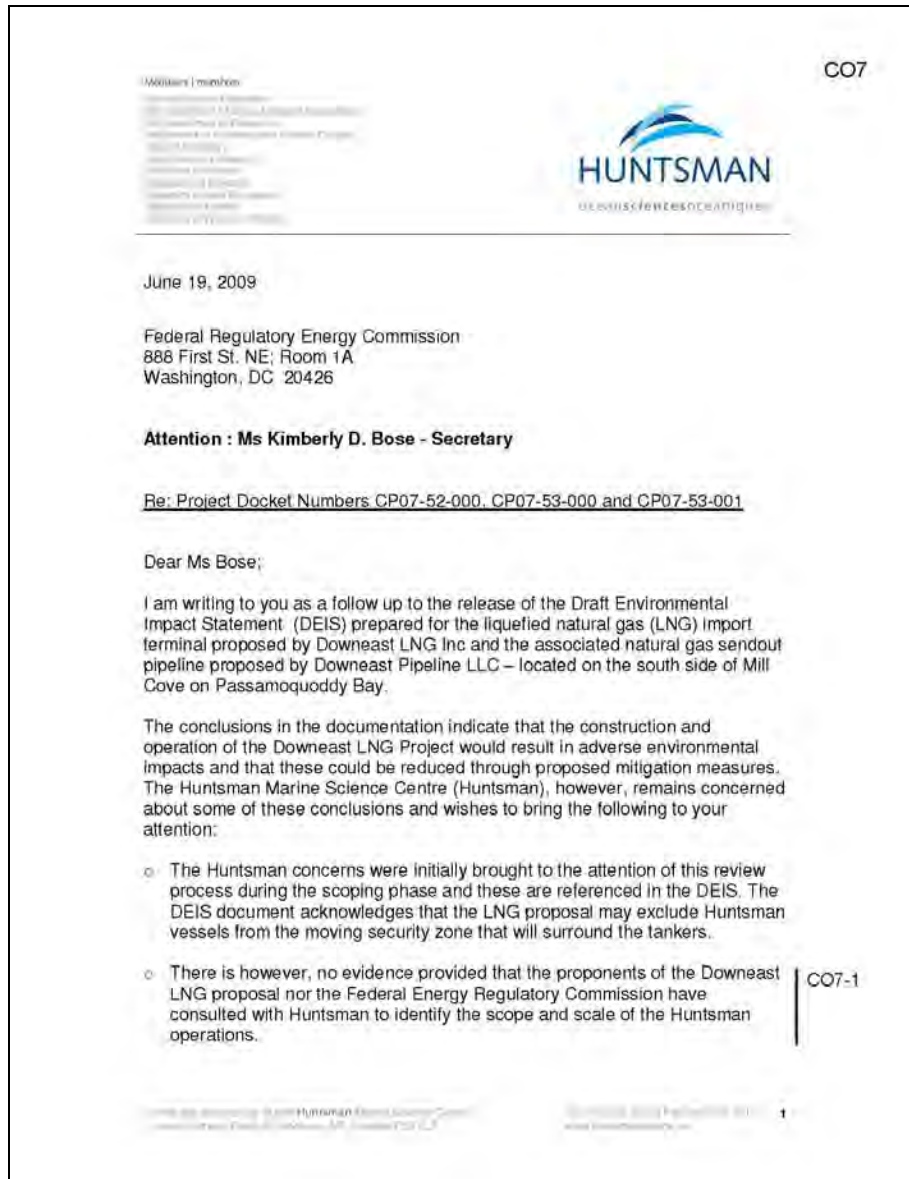 CO7
Members | membres
HUNTSMAN
oceansciencesoceaniques
June 19, 2009
Federal Regulatory Energy Commission
888 First St. NE; Room 1A
Washington, DC 20426
Attention : Ms Kimberly D. Bose - Secretary
Re: Project Docket Numbers CP07-52-000, CP07-53-000 and CP07-53-001
Dear Ms Bose;
I am writing to you as a follow up to the release of the Draft Environmental
Impact Statement (DEIS) prepared for the liquefied natural gas (LNG) import
terminal proposed by Downeast LNG Inc and the associated natural gas sendout
pipeline proposed by Downeast Pipeline LLC – located on the south side of Mill
Cove on Passamoquoddy Bay.
The conclusions in the documentation indicate that the construction and
operation of the Downeast LNG Project would result in adverse environmental
impacts and that these could be reduced through proposed mitigation measures.
The Huntsman Marine Science Centre (Huntsman), however, remains concerned
about some of these conclusions and wishes to bring the following to your
attention:
o The Huntsman concerns were initially brought to the attention of this review
process during the scoping phase and these are referenced in the DEIS. The
DEIS document acknowledges that the LNG proposal may exclude Huntsman
vessels from the moving security zone that will surround the tankers.
o There is however, no evidence provided that the proponents of the Downeast
LNG proposal nor the Federal Energy Regulatory Commission have
consulted with Huntsman to identify the scope and scale of the Huntsman
operations.
CO7-1
Huntsman
1